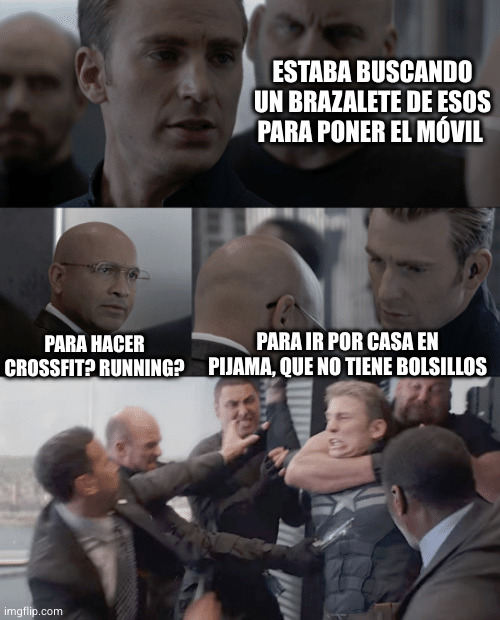 ESTABA BUSCANDO
UN BRAZALETE DE ESOS
PARA PONER EL MÓVIL
PARA HACER
CROSSFIT? RUNNING?
PARA IR POR CASA EN
PIJAMA, QUE NO TIENE BOLSILLOS
imgflip.com